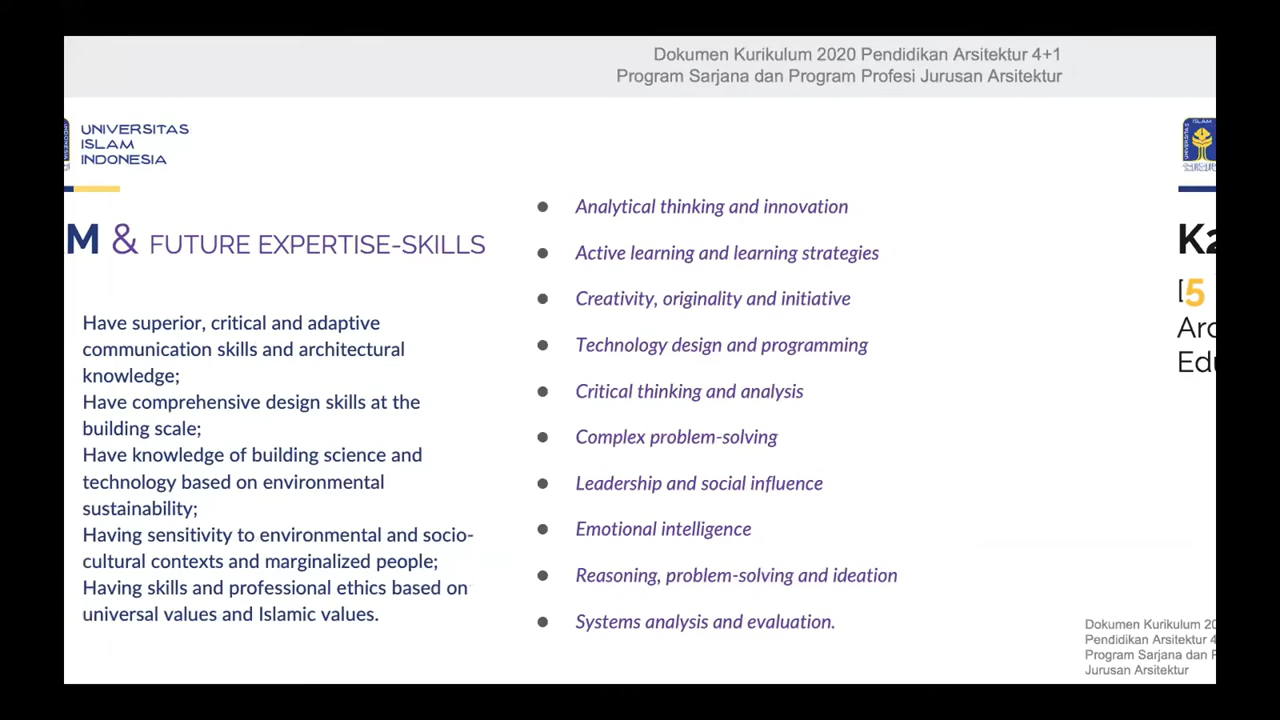 Dokumen Kurikulum 2020 Pendidikan Arsitektur 4+1
Program Sarjana dan Program Profesi Jurusan Arsitektur
UNIVERSITAS
ISLAM
INDONESIA
M & FUTURE EXPERTISE-SKILLS
Have superior, critical and adaptive
communication skills and architectural
knowledge;
Have comprehensive design skills at the
building scale;
Have knowledge of building science and
technology based on environmental
sustainability;
Having sensitivity to environmental and socio-
cultural contexts and marginalized people;
Having skills and professional ethics based on
universal values and Islamic values.
● Analytical thinking and innovation
● Active learning and learning strategies
● Creativity, originality and initiative
● Technology design and programming
● Critical thinking and analysis
● Complex problem-solving
● Leadership and social influence
● Emotional intelligence
● Reasoning, problem-solving and ideation
● Systems analysis and evaluation.
ISLAM
UNIVERSITAS
[5
Dokumen Kurikulum 20
Pendidikan Arsitektur 4
Program Sarjana dan
Jurusan Arsitektur